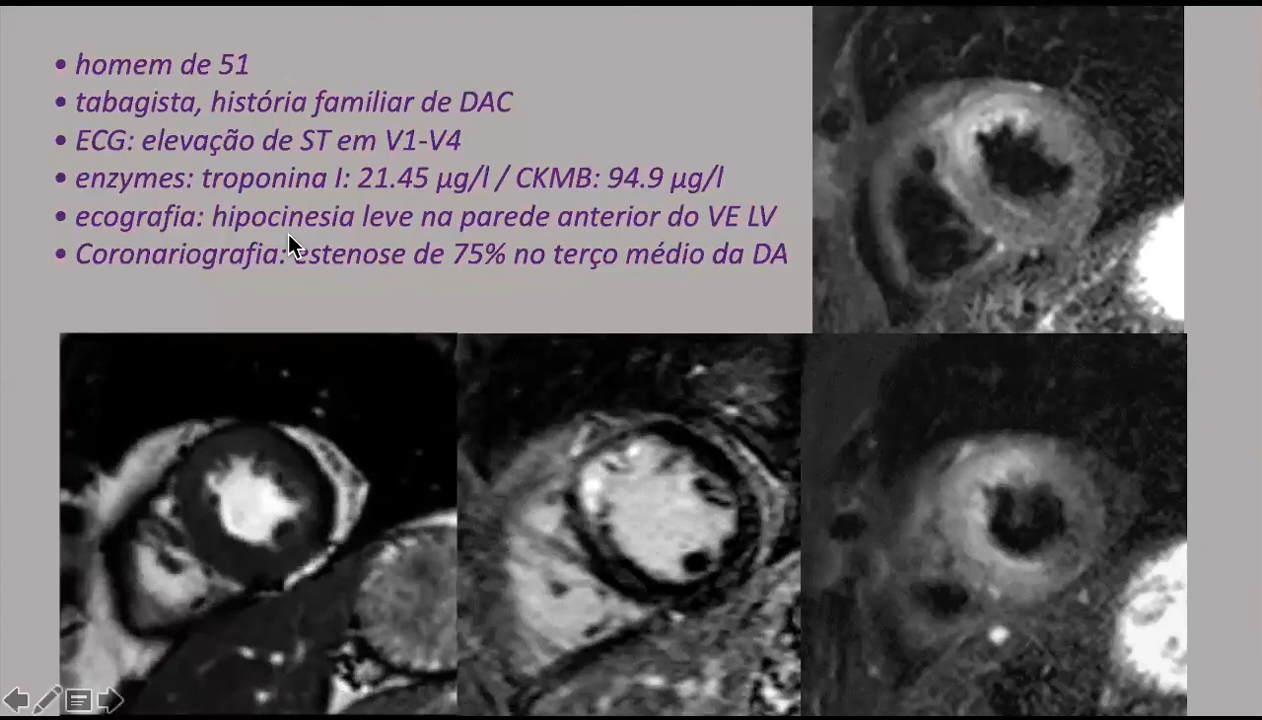 • homem de 51
• tabagista, história familiar de DAC
• ECG: elevação de ST em V1-V4
• enzymes: troponina I: 21.45 µg/l / CKMB: 94.9 µg/l
• ecografia: hipocinesia leve na parede anterior do VE LV
• Coronariografia: estenose de 75% no terço médio da DA